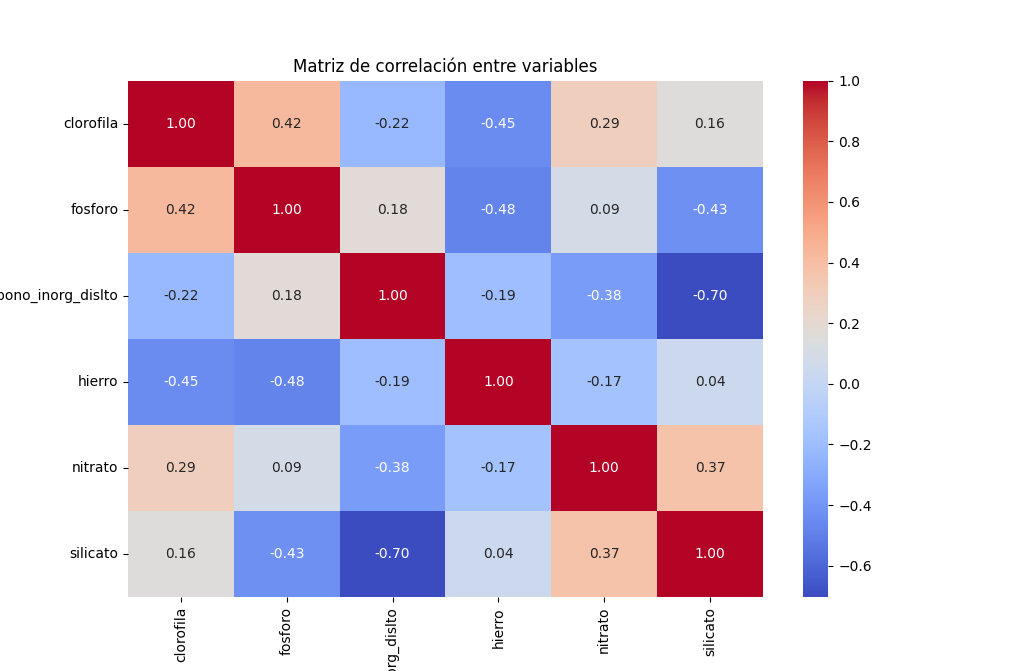 Matriz de correlación entre variables
clorofila 1.00 0.42 -0.22 -0.45 0.29 0.16
fosforo 0.42 1.00 0.18 -0.48 0.09 -0.43
bono_inorg_dislto -0.22 0.18 1.00 -0.19 -0.38 -0.70
hierro -0.45 -0.48 -0.19 1.00 -0.17 0.04
nitrato 0.29 0.09 -0.38 -0.17 1.00 0.37
silicato 0.16 -0.43 -0.70 0.04 0.37 1.00
clorofila fosforo org_dislto hierro nitrato silicato
1.0
0.8
0.6
0.4
0.2
0.0
−0.2
−0.4
−0.6